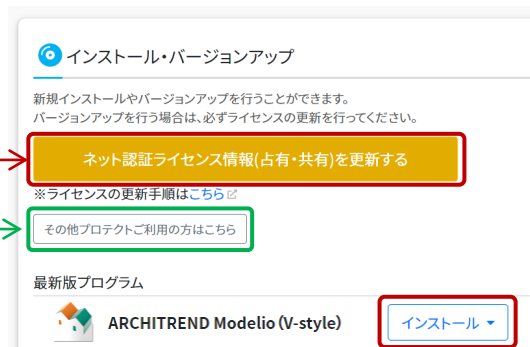 インストール・バージョンアップ
新規インストールやバージョンアップを行うことができます。
バージョンアップを行う場合は、必ずライセンスの更新を行ってください。
ネット認証ライセンス情報(占有・共有)を更新する
※ライセンスの更新手順はこちら
その他プロテクトご利用の方はこちら
最新版プログラム
ARCHITREND Modelio（V-style） インストール